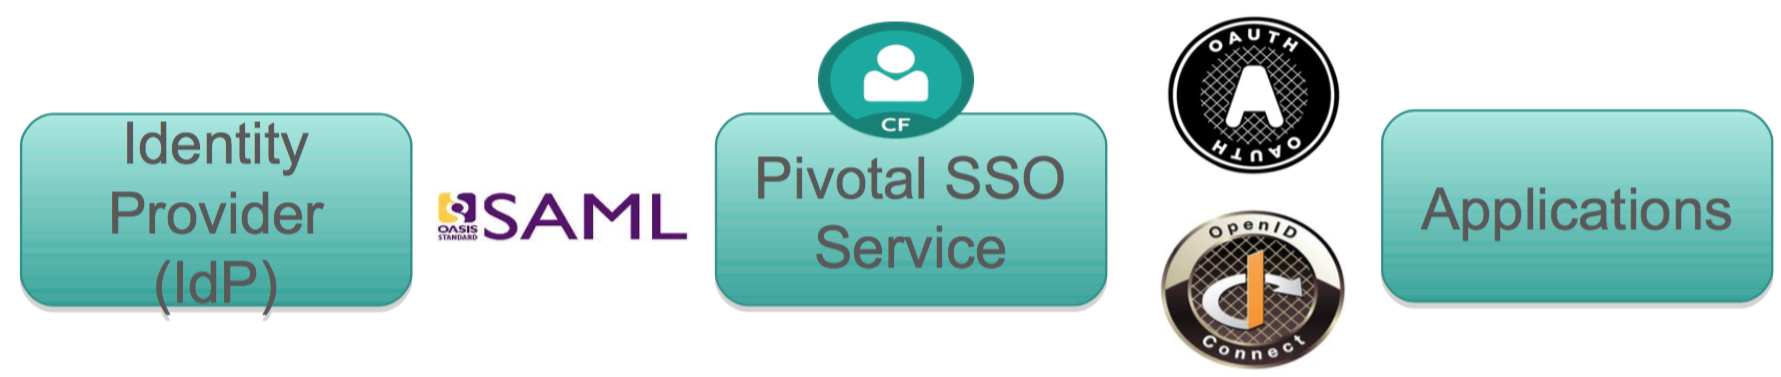 Identity
Provider
(IdP)
OASIS
STANDARD
SAML
CF
Pivotal SSO
Service
OAUTH
A
OAUTH
OpenID
Connect
Applications